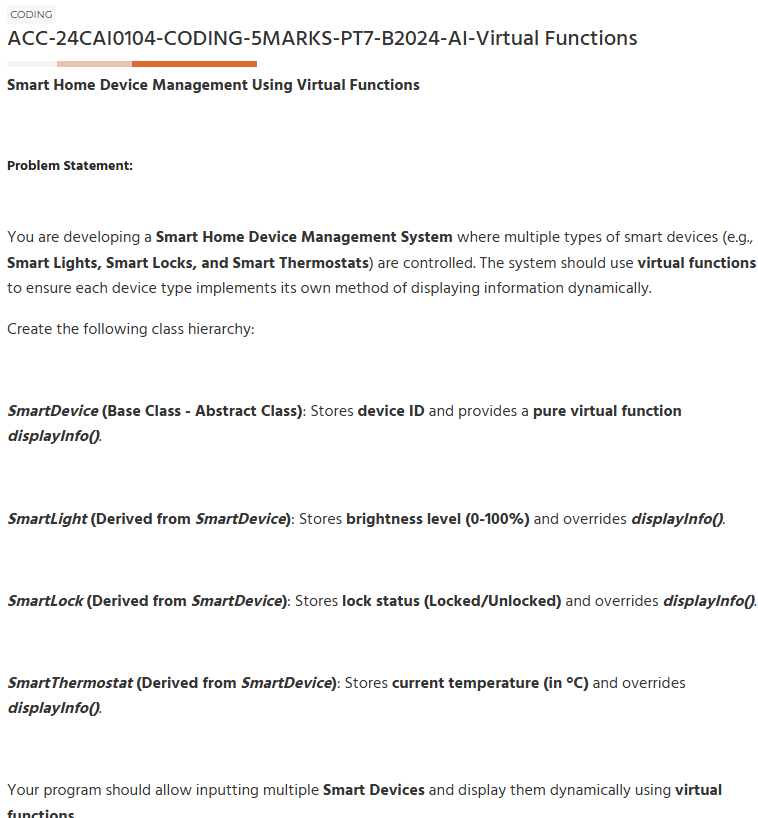 CODING
ACC-24CAI0104-CODING-5MARKS-PT7-B2024-AI-Virtual Functions
Smart Home Device Management Using Virtual Functions
Problem Statement:
You are developing a Smart Home Device Management System where multiple types of smart devices (e.g.,
Smart Lights, Smart Locks, and Smart Thermostats) are controlled. The system should use virtual functions
to ensure each device type implements its own method of displaying information dynamically.
Create the following class hierarchy:
SmartDevice (Base Class - Abstract Class): Stores device ID and provides a pure virtual function
displayInfo().
SmartLight (Derived from SmartDevice): Stores brightness level (0-100%) and overrides displayInfo().
SmartLock (Derived from SmartDevice): Stores lock status (Locked/Unlocked) and overrides displayInfo().
SmartThermostat (Derived from SmartDevice): Stores current temperature (in °C) and overrides
displayInfo().
Your program should allow inputting multiple Smart Devices and display them dynamically using virtual
functions.